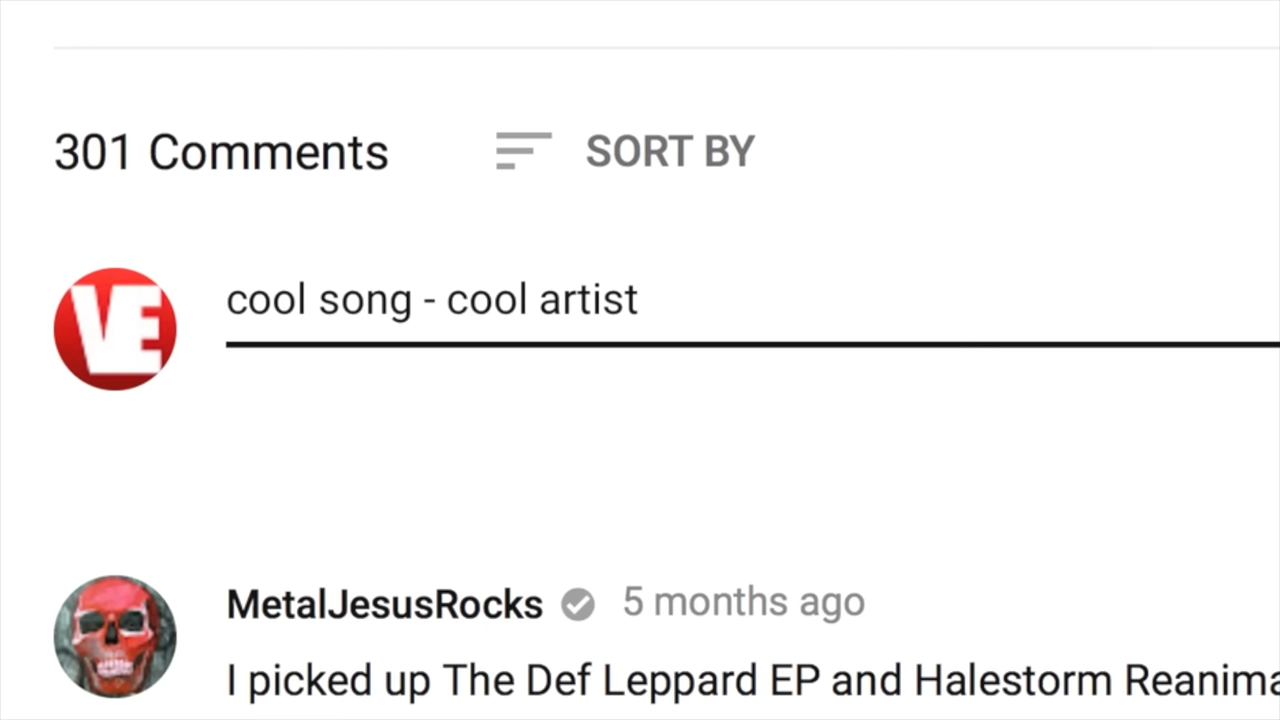 301 Comments SORT BY
VE
cool song - cool artist
MetalJesusRocks 5 months ago
I picked up The Def Leppard EP and Halestorm Reanima